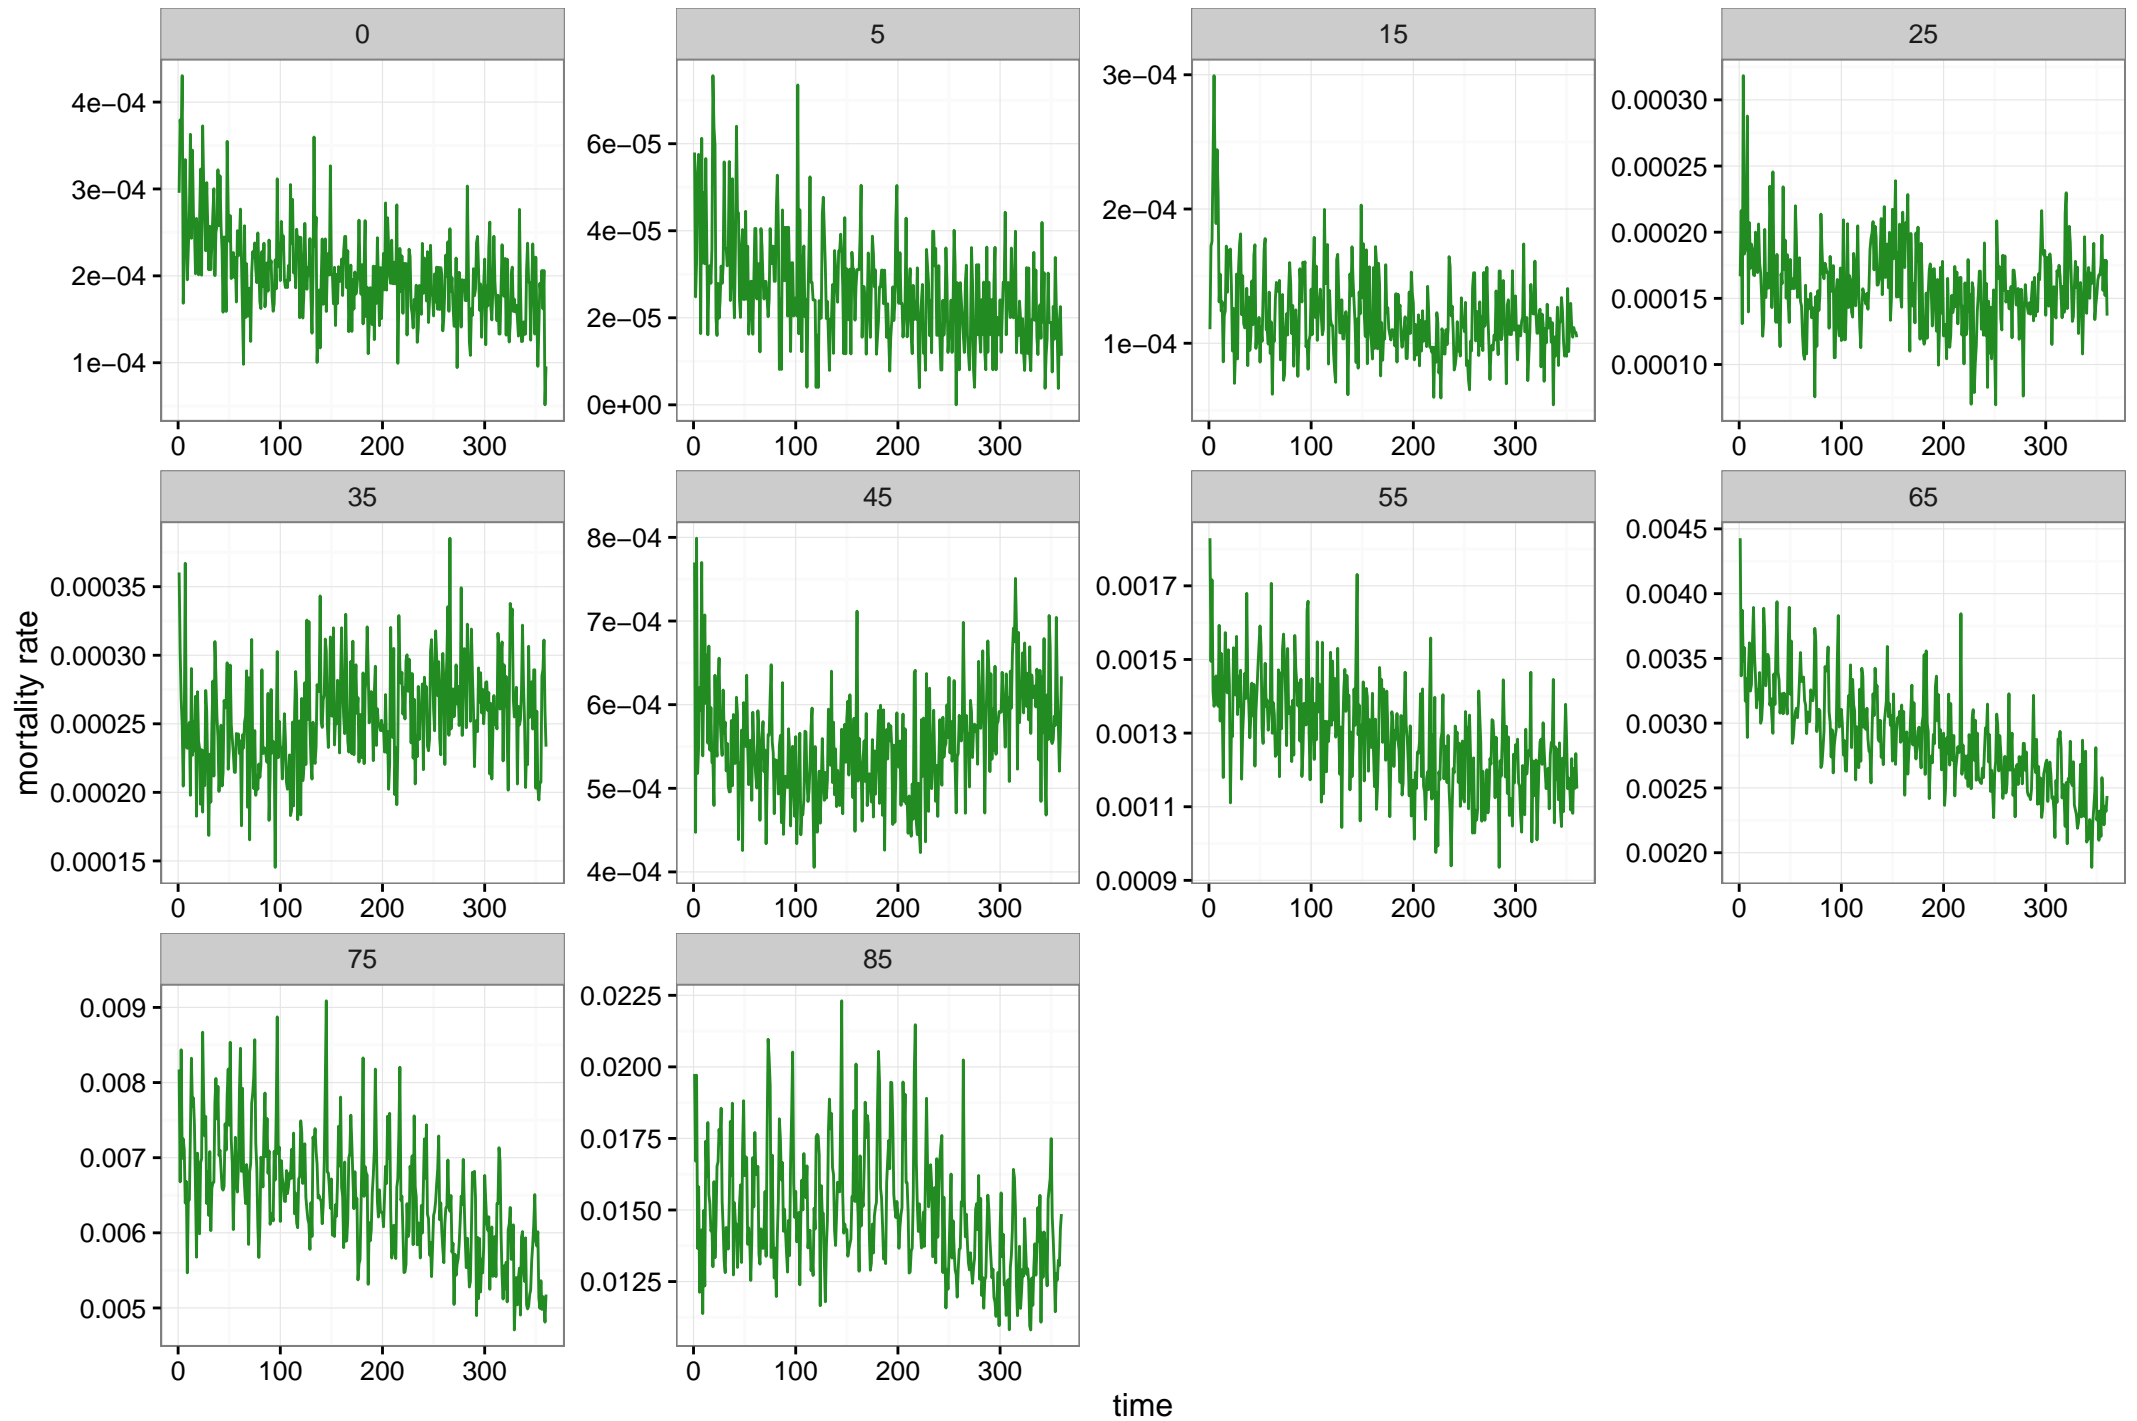 0 5 15 25
4e−04
3e−04
2e−04
1e−04
6e−05
4e−05
2e−05
0e+00
3e−04
2e−04
1e−04
0.00030
0.00025
0.00020
0.00015
0.00010
0 100 200 300 0 100 200 300 0 100 200 300 0 100 200 300
35 45 55 65
0.00035
0.00030
0.00025
0.00020
0.00015
8e−04
7e−04
6e−04
5e−04
4e−04
0.0017
0.0015
0.0013
0.0011
0.0009
0.0045
0.0040
0.0035
0.0030
0.0025
0.0020
0 100 200 300 0 100 200 300 0 100 200 300 0 100 200 300
75 85
0.009
0.008
0.007
0.006
0.005
0.0225
0.0200
0.0175
0.0150
0.0125
0 100 200 300 0 100 200 300
mortality rate
time